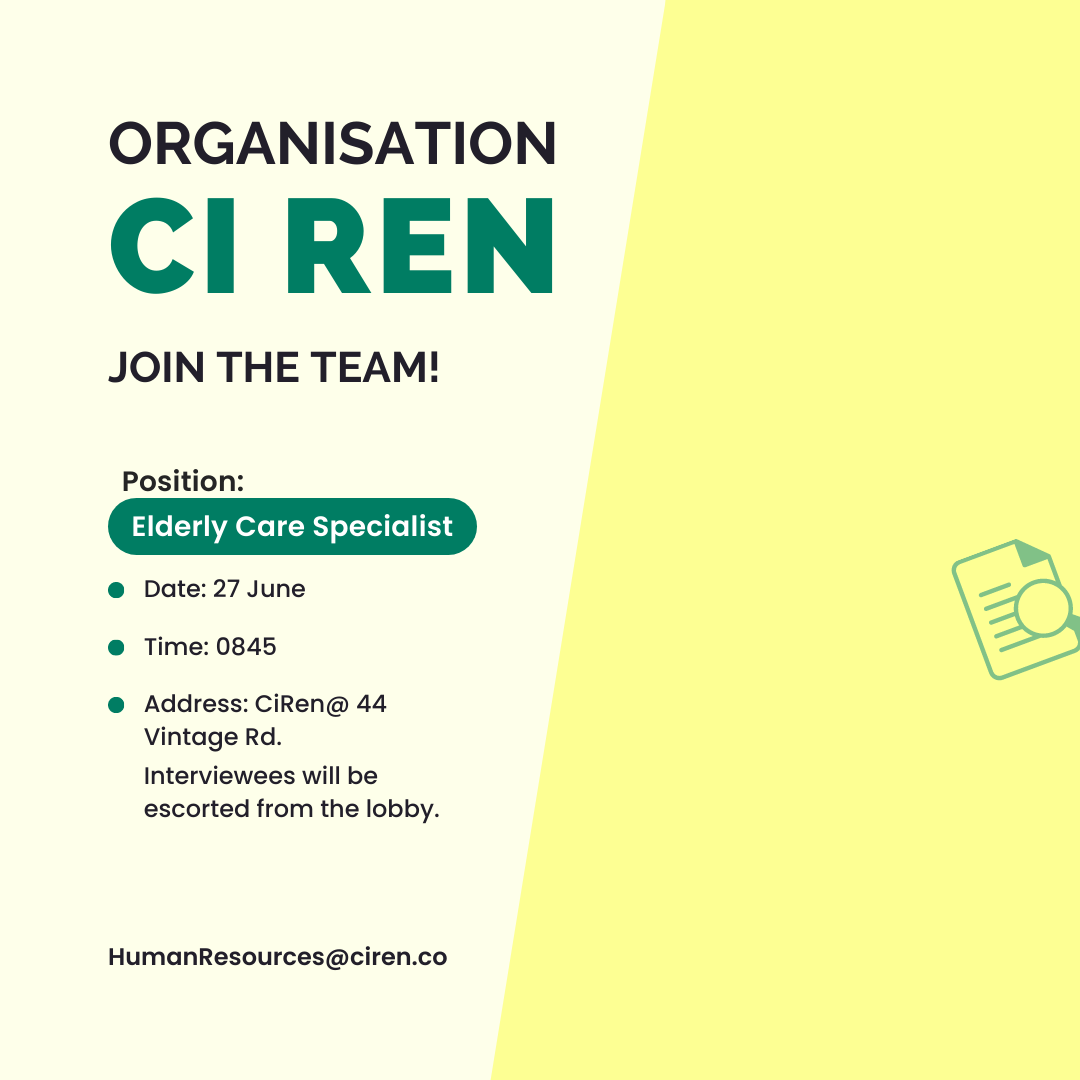 ORGANISATION
CI REN
JOIN THE TEAM!
Position:
Elderly Care Specialist
Date: 27 June
Time: 0845
Address: CiRen@ 44
Vintage Rd.
Interviewees will be
escorted from the lobby.
HumanResources@ciren.co